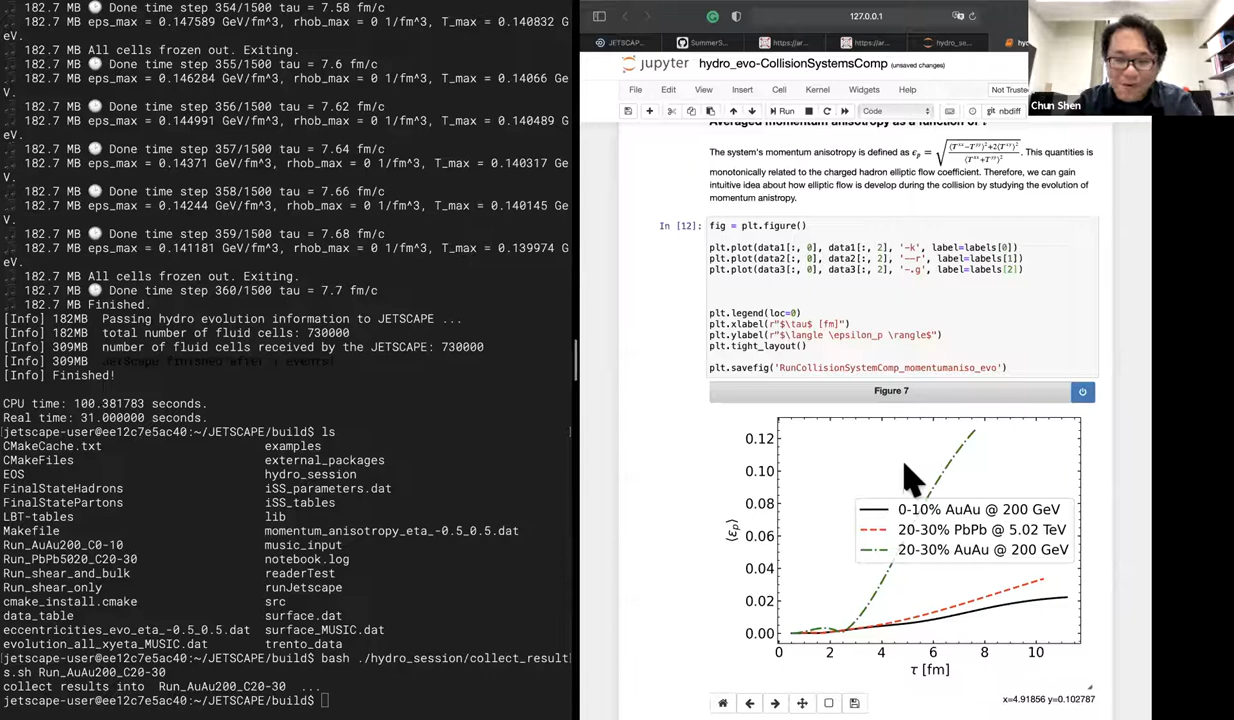 182.7 MB Done time step 354/1500 tau = 7.58 fm/c
182.7 MB eps_max = 0.147589 GeV/fm^3, rhob_max = 0 1/fm^3, T_max = 0.140832 GeV.
182.7 MB All cells frozen out. Exiting.
182.7 MB Done time step 355/1500 tau = 7.6 fm/c
182.7 MB eps_max = 0.146284 GeV/fm^3, rhob_max = 0 1/fm^3, T_max = 0.14066 GeV.
182.7 MB Done time step 356/1500 tau = 7.62 fm/c
182.7 MB eps_max = 0.144991 GeV/fm^3, rhob_max = 0 1/fm^3, T_max = 0.140489 GeV.
182.7 MB Done time step 357/1500 tau = 7.64 fm/c
182.7 MB eps_max = 0.14371 GeV/fm^3, rhob_max = 0 1/fm^3, T_max = 0.140317 GeV.
182.7 MB Done time step 358/1500 tau = 7.66 fm/c
182.7 MB eps_max = 0.14244 GeV/fm^3, rhob_max = 0 1/fm^3, T_max = 0.140145 GeV.
182.7 MB Done time step 359/1500 tau = 7.68 fm/c
182.7 MB eps_max = 0.141181 GeV/fm^3, rhob_max = 0 1/fm^3, T_max = 0.139974 GeV.
182.7 MB All cells frozen out. Exiting.
182.7 MB Done time step 360/1500 tau = 7.7 fm/c
182.7 MB Finished.
[Info] 182MB Passing hydro evolution information to JETSCAPE ...
[Info] 182MB total number of fluid cells: 730000
[Info] 309MB number of fluid cells received by the JETSCAPE: 730000
[Info] 309MB JetScape finished after 1 events!
[Info] Finished!
CPU time: 100.381783 seconds.
Real time: 31.000000 seconds.
jetscape-user@ee12c7e5ac40:~/JETSCAPE/build$ ls
CMakeCache.txt examples
CMakeFiles external_packages
EOS hydro_session
FinalStateHadrons iSS_parameters.dat
FinalStatePartons iSS_tables
LBT-tables lib
Makefile momentum_anisotropy_eta_-0.5_0.5.dat
Run_AuAu200_C0-10 music_input
Run_PbPb5020_C20-30 notebook.log
Run_shear_and_bulk readerTest
Run_shear_only runJetscape
cmake_install.cmake src
data_table surface.dat
eccentricities_evo_eta_-0.5_0.5.dat surface_MUSIC.dat
evolution_all_xyeta_MUSIC.dat trento_data
jetscape-user@ee12c7e5ac40:~/JETSCAPE/build$ bash ./hydro_session/collect_results.sh Run_AuAu200_C20-30
collect results into Run_AuAu200_C20-30 ...
jetscape-user@ee12c7e5ac40:~/JETSCAPE/build$
127.0.0.1
JETSCAP... SummerS... https://ar... https://ar... hydro_se... hyd
jupyter hydro_evo-CollisionSystemsComp (unsaved changes)
File Edit View Insert Cell Kernel Widgets Help Not Trusted
Run Code nbdiff
Chun Shen
Averaged momentum anisotropy as a function of τ
The system's momentum anisotropy is defined as ϵp = √(⟨T^xx−T^yy⟩^2+2⟨T^xy⟩^2 / ⟨T^xx+T^yy⟩^2). This quantities is
monotonically related to the charged hadron elliptic flow coefficient. Therefore, we can gain
intuitive idea about how elliptic flow is develop during the collision by studying the evolution of
momentum anistropy.
In [12]: fig = plt.figure()
plt.plot(data1[:, 0], data1[:, 2], '-k', label=labels[0])
plt.plot(data2[:, 0], data2[:, 2], '--r', label=labels[1])
plt.plot(data3[:, 0], data3[:, 2], '-.g', label=labels[2])
plt.legend(loc=0)
plt.xlabel(r"$\tau$ [fm]")
plt.ylabel(r"$\langle \epsilon_p \rangle$")
plt.tight_layout()
plt.savefig('RunCollisionSystemComp_momentumaniso_evo')
Figure 7
0.12
0.10
0.08
0.06
0.04
0.02
0.00
⟨ϵp⟩
0-10% AuAu @ 200 GeV
20-30% PbPb @ 5.02 TeV
20-30% AuAu @ 200 GeV
0 2 4 6 8 10
τ [fm]
x=4.91856 y=0.102787